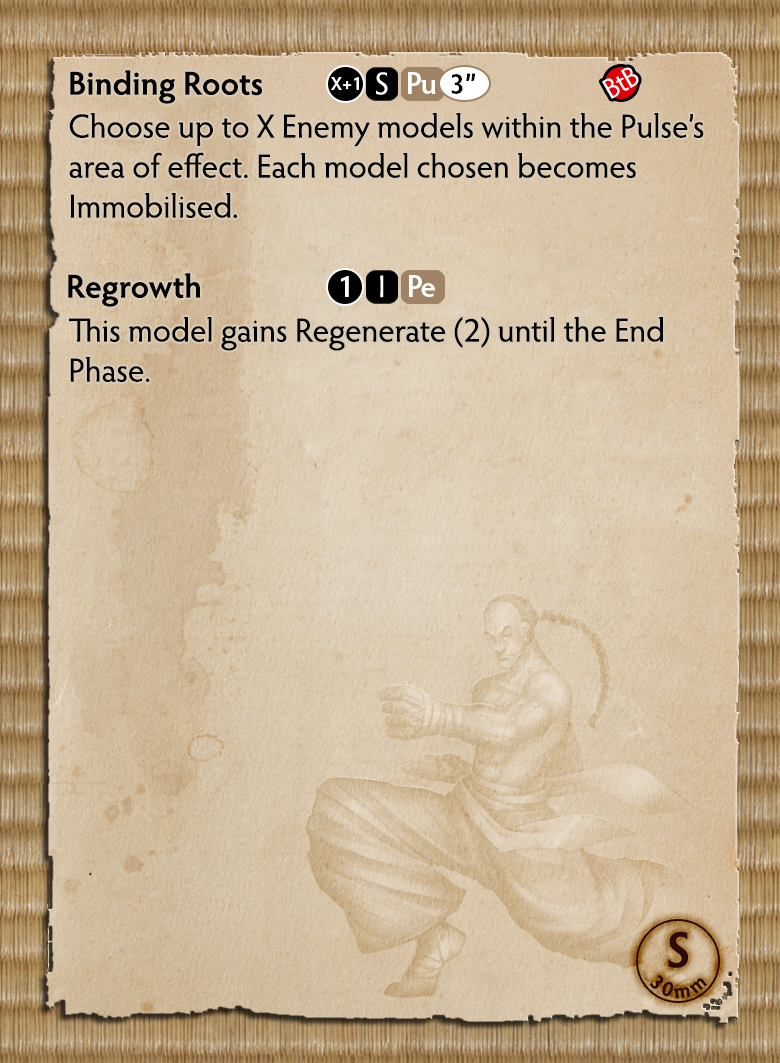 Binding Roots X+1 S Pu 3” BtB
Choose up to X Enemy models within the Pulse’s
area of effect. Each model chosen becomes
Immobilised.
Regrowth 1 I Pe
This model gains Regenerate (2) until the End
Phase.
S
30mm